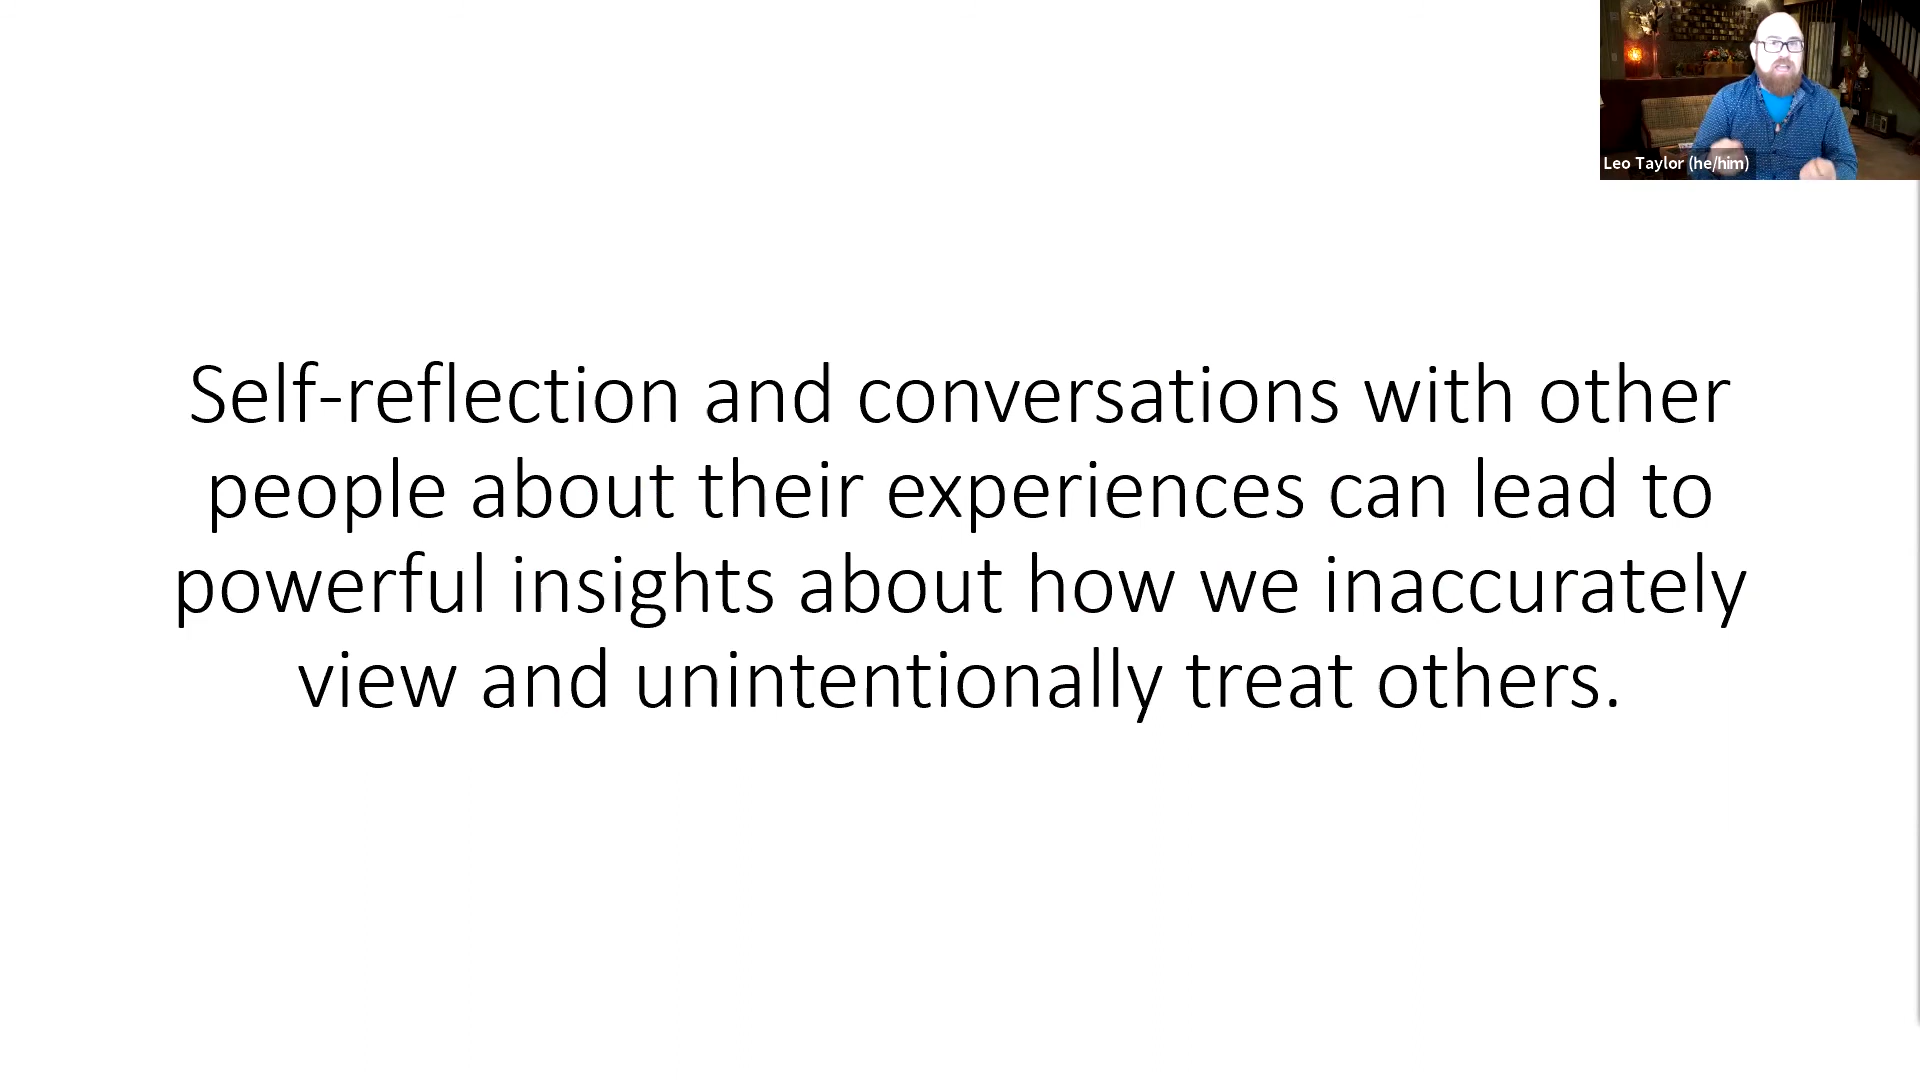 Leo Taylor (he/him)
Self-reflection and conversations with other
people about their experiences can lead to
powerful insights about how we inaccurately
view and unintentionally treat others.